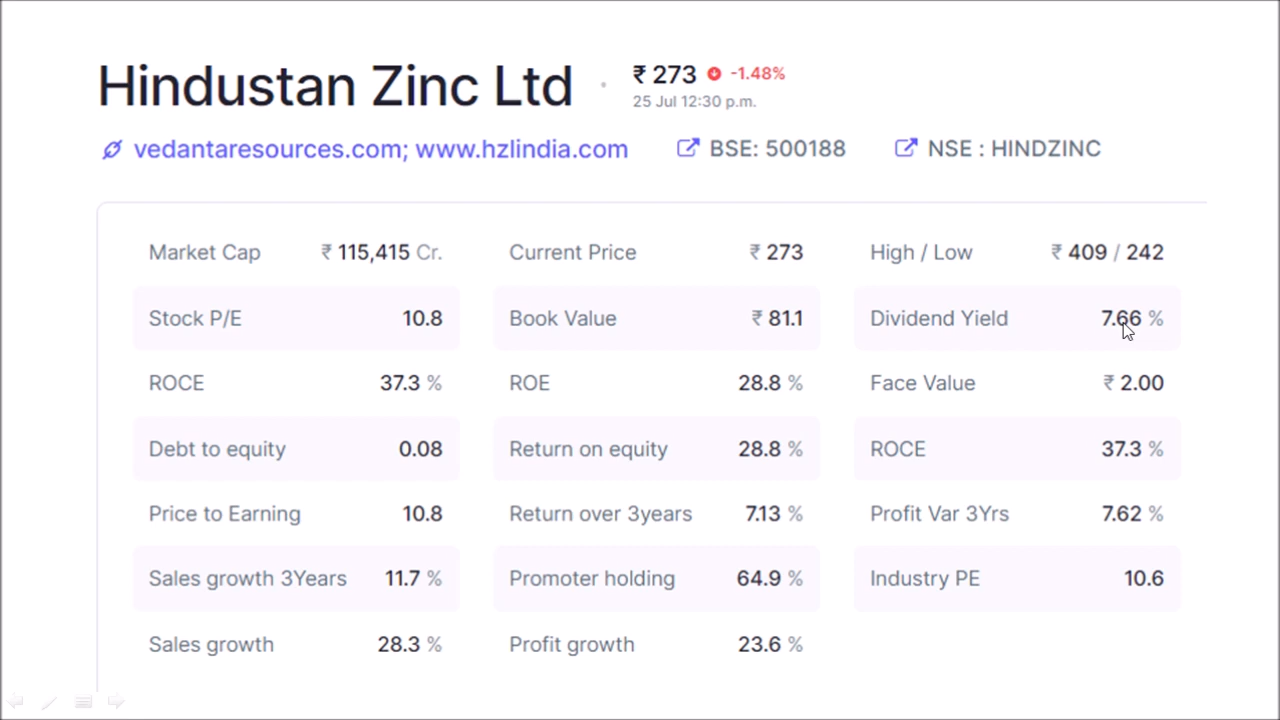 Hindustan Zinc Ltd · ₹ 273 -1.48%
25 Jul 12:30 p.m.
vedantaresources.com; www.hzlindia.com BSE: 500188 NSE : HINDZINC
Market Cap ₹ 115,415 Cr. Current Price ₹ 273 High / Low ₹ 409 / 242
Stock P/E 10.8 Book Value ₹ 81.1 Dividend Yield 7.66 %
ROCE 37.3 % ROE 28.8 % Face Value ₹ 2.00
Debt to equity 0.08 Return on equity 28.8 % ROCE 37.3 %
Price to Earning 10.8 Return over 3years 7.13 % Profit Var 3Yrs 7.62 %
Sales growth 3Years 11.7 % Promoter holding 64.9 % Industry PE 10.6
Sales growth 28.3 % Profit growth 23.6 %